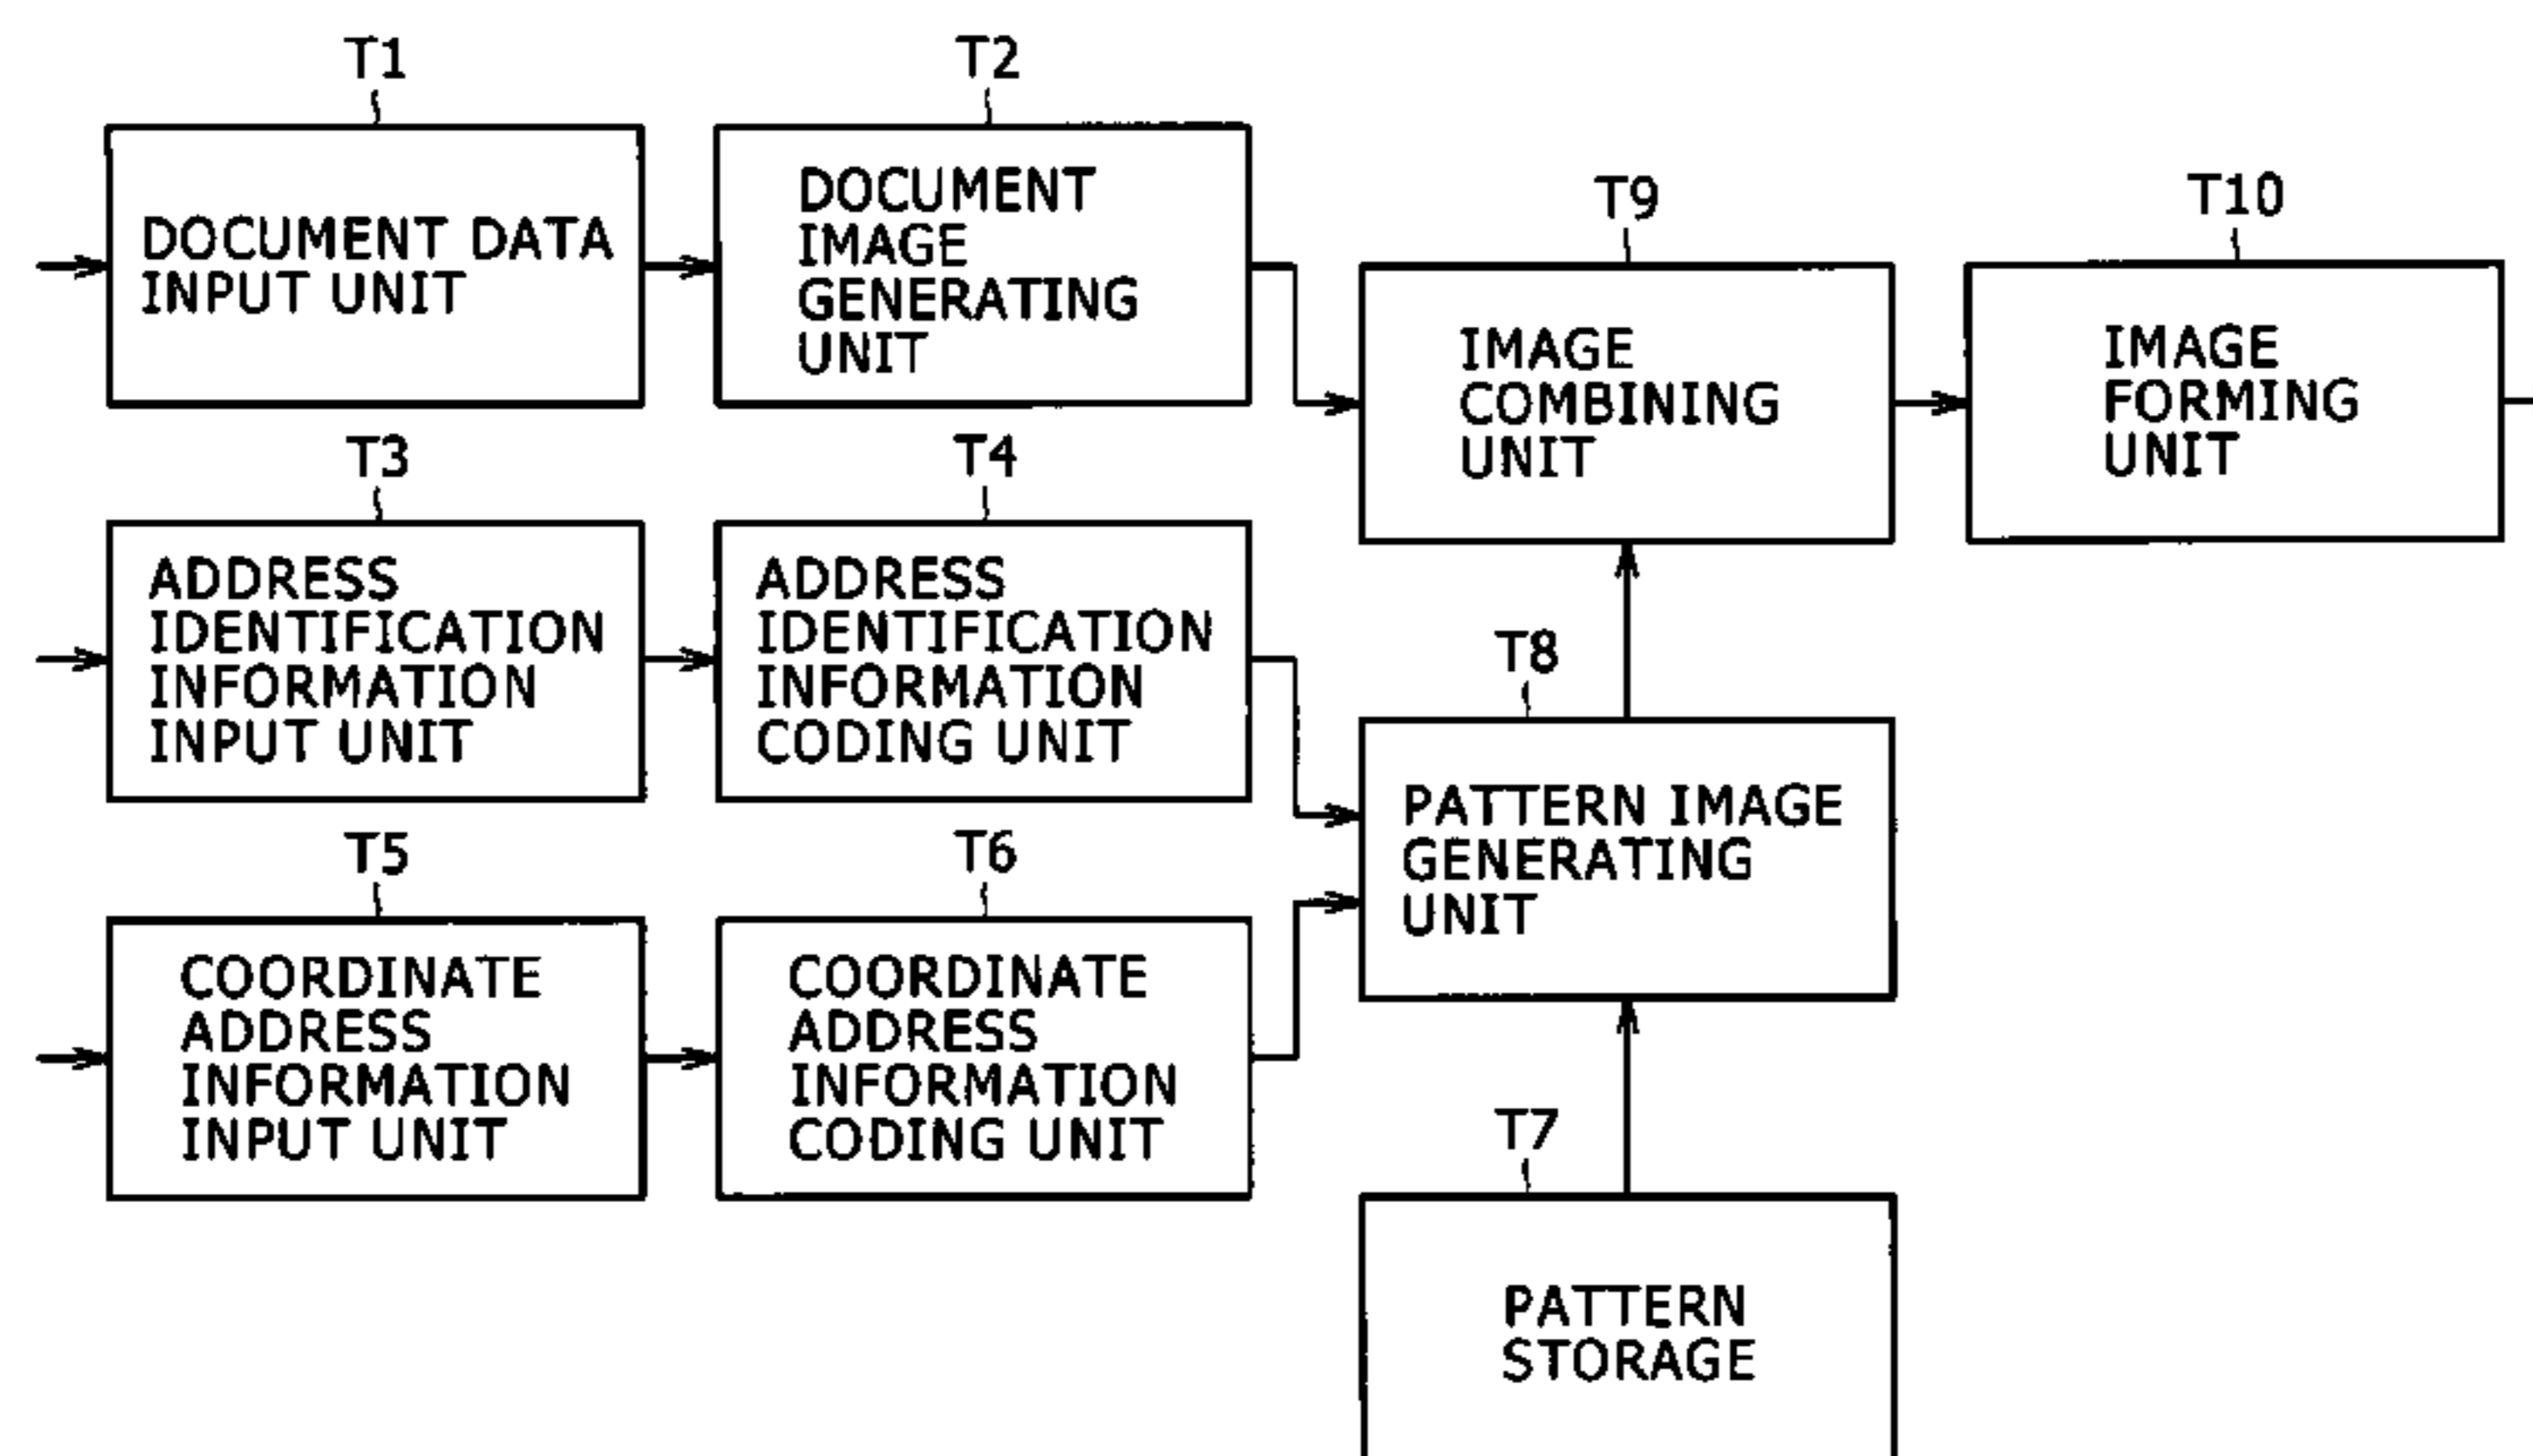 T1
DOCUMENT DATA
INPUT UNIT
T2
DOCUMENT
IMAGE
GENERATING
UNIT
T9
IMAGE
COMBINING
UNIT
T10
IMAGE
FORMING
UNIT
T3
ADDRESS
IDENTIFICATION
INFORMATION
INPUT UNIT
T4
ADDRESS
IDENTIFICATION
INFORMATION
CODING UNIT
T8
PATTERN IMAGE
GENERATING
UNIT
T5
COORDINATE
ADDRESS
INFORMATION
INPUT UNIT
T6
COORDINATE
ADDRESS
INFORMATION
CODING UNIT
T7
PATTERN
STORAGE